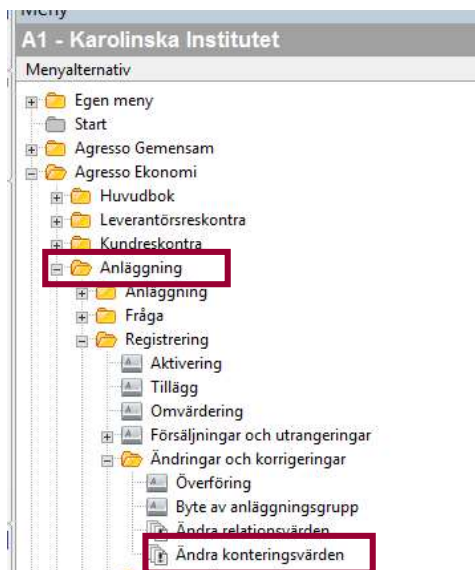 Meny
A1 - Karolinska Institutet
Menyalternativ
Egen meny
Start
Agresso Gemensam
Agresso Ekonomi
Huvudbok
Leverantörsreskontra
Kundreskontra
Anläggning
Anläggning
Fråga
Registrering
Aktivering
Tillägg
Omvärdering
Försäljningar och utrangeringar
Ändringar och korrigeringar
Överföring
Byte av anläggningsgrupp
Ändra relationsvärden
Ändra konteringsvärden